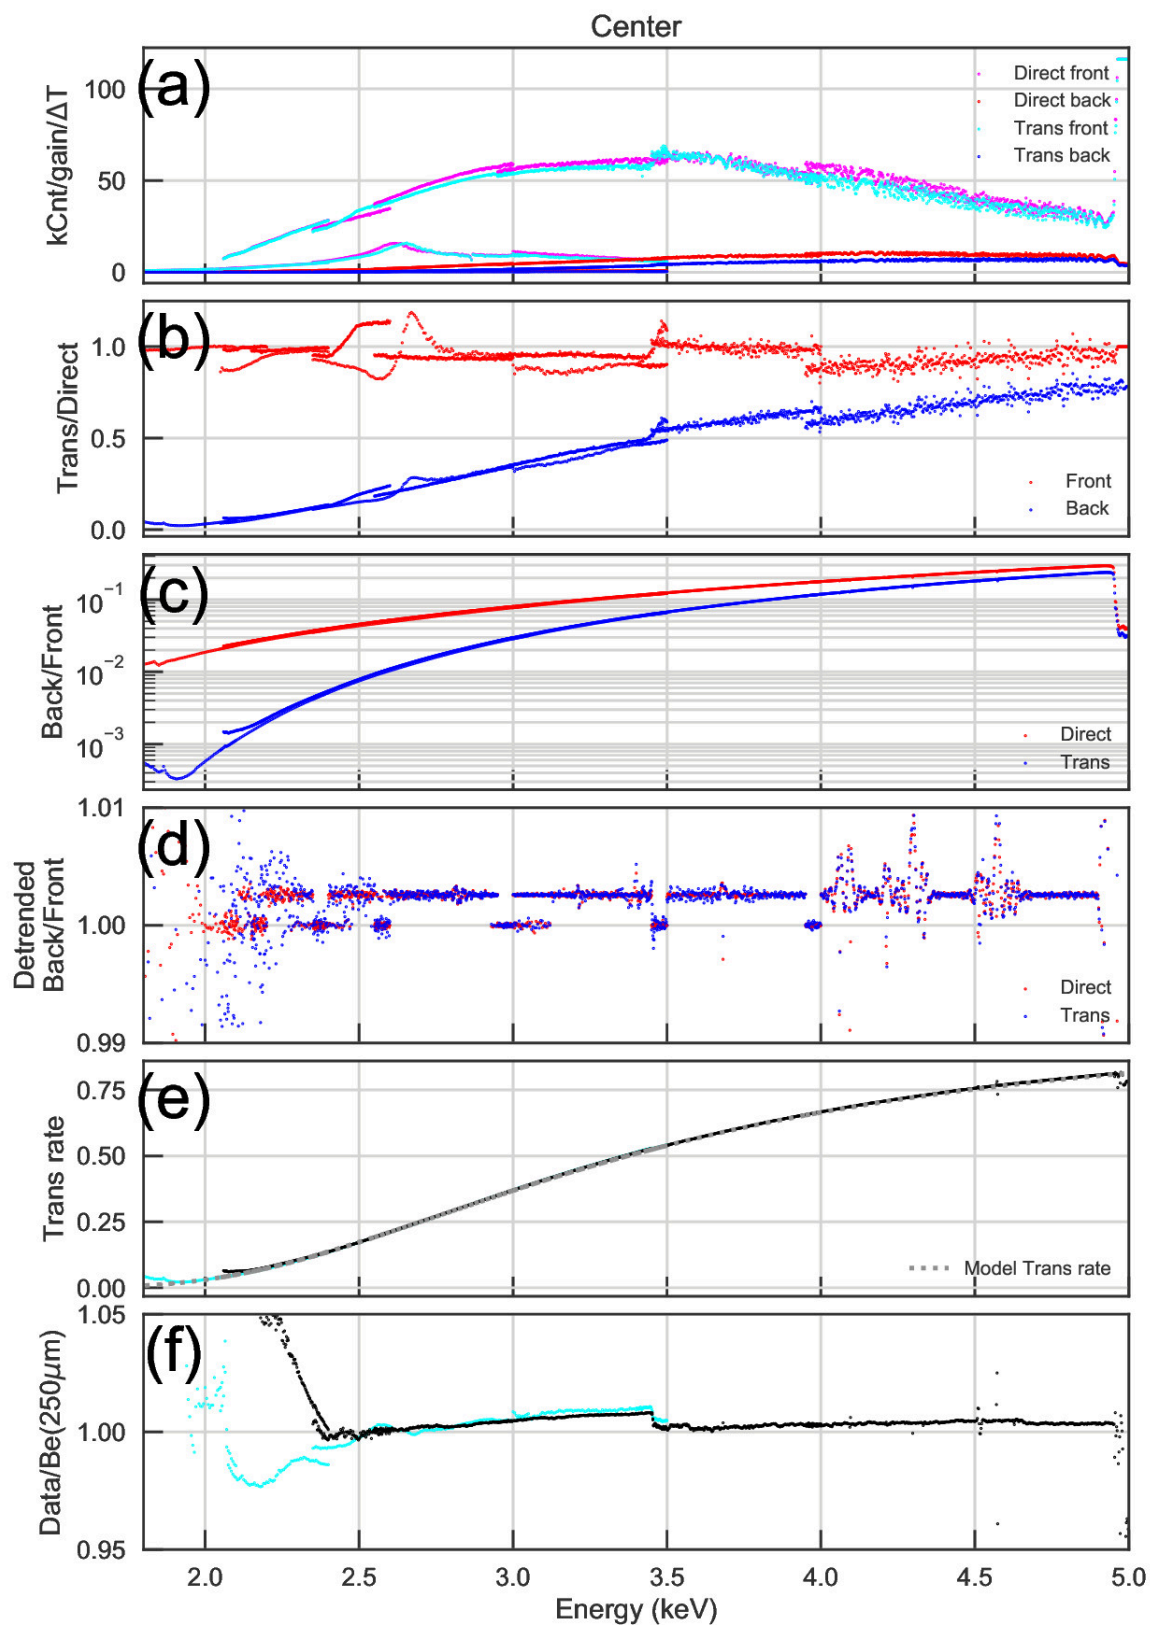 Center
(a)
kCnt/gain/ΔT
100
50
0
Direct front
Direct back
Trans front
Trans back
(b)
Trans/Direct
1.0
0.5
0.0
Front
Back
(c)
Back/Front
10⁻¹
10⁻²
10⁻³
Direct
Trans
(d)
Detrended
Back/Front
1.01
1.00
0.99
Direct
Trans
(e)
Trans rate
0.75
0.50
0.25
0.00
Model Trans rate
(f)
Data/Be(250μm)
1.05
1.00
0.95
2.0 2.5 3.0 3.5 4.0 4.5 5.0
Energy (keV)